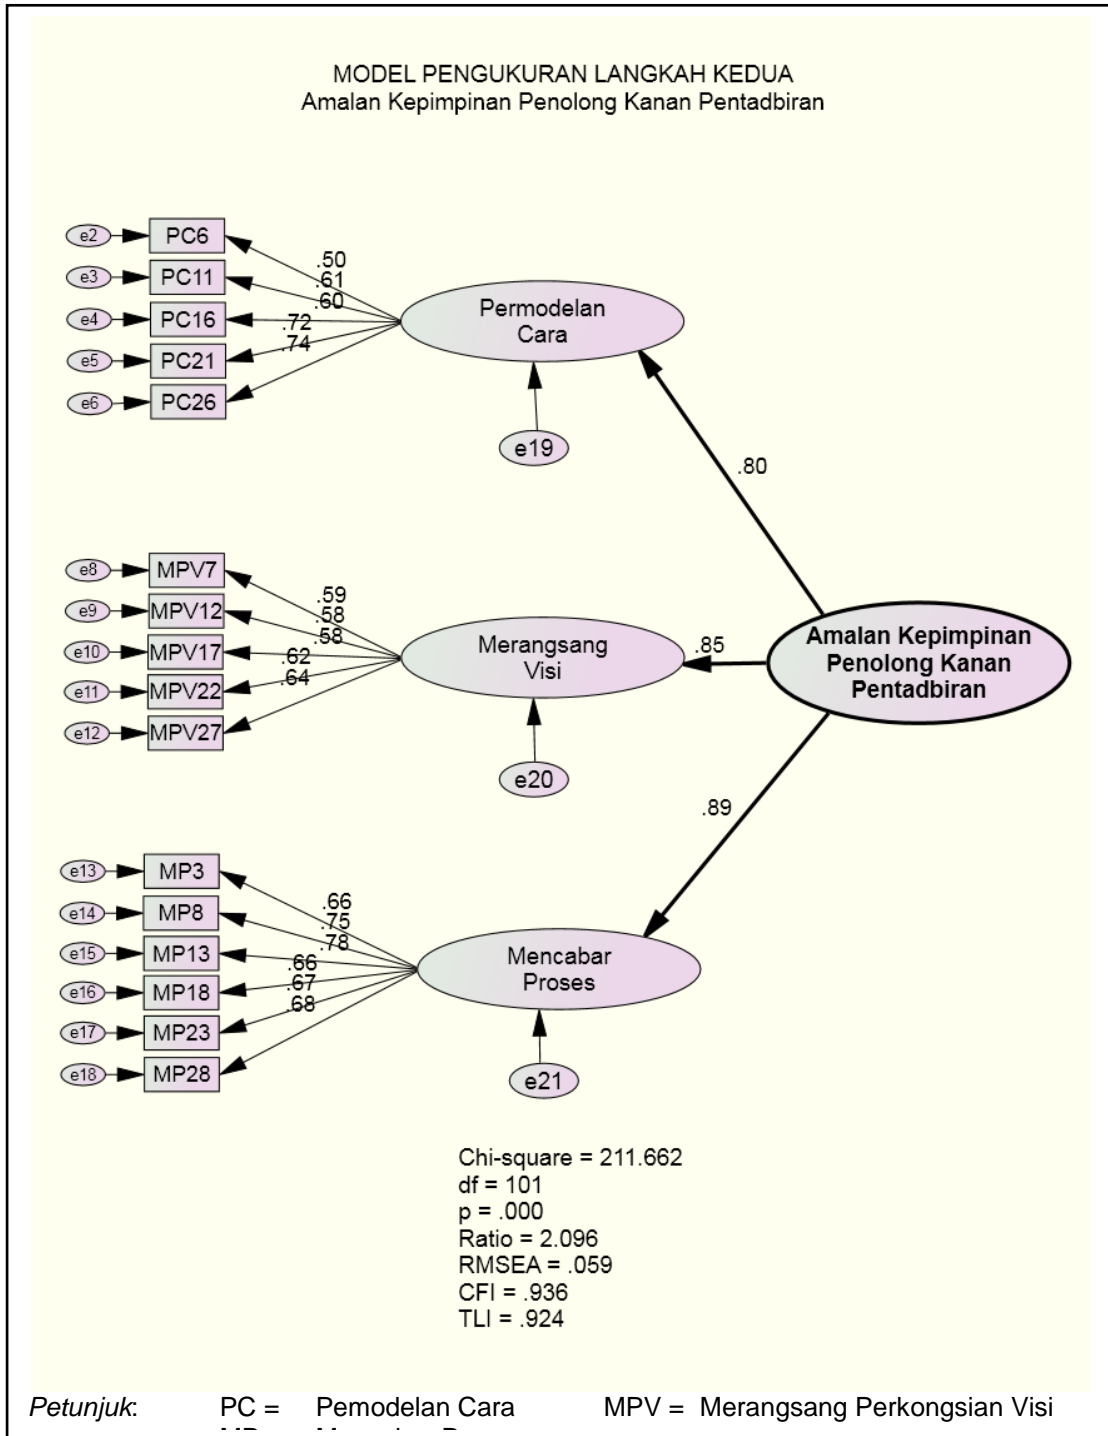 MODEL PENGUKURAN LANGKAH KEDUA
Amalan Kepimpinan Penolong Kanan Pentadbiran
e2 PC6
e3 PC11
e4 PC16
e5 PC21
e6 PC26
.50
.61
.60
.72
.74
Permodelan
Cara
e19
.80
e8 MPV7
e9 MPV12
e10 MPV17
e11 MPV22
e12 MPV27
.59
.58
.58
.62
.64
Merangsang
Visi
e20
.85
Amalan Kepimpinan
Penolong Kanan
Pentadbiran
.89
e13 MP3
e14 MP8
e15 MP13
e16 MP18
e17 MP23
e18 MP28
.66
.75
.78
.66
.67
.68
Mencabar
Proses
e21
Chi-square = 211.662
df = 101
p = .000
Ratio = 2.096
RMSEA = .059
CFI = .936
TLI = .924
Petunjuk: PC = Pemodelan Cara MPV = Merangsang Perkongsian Visi